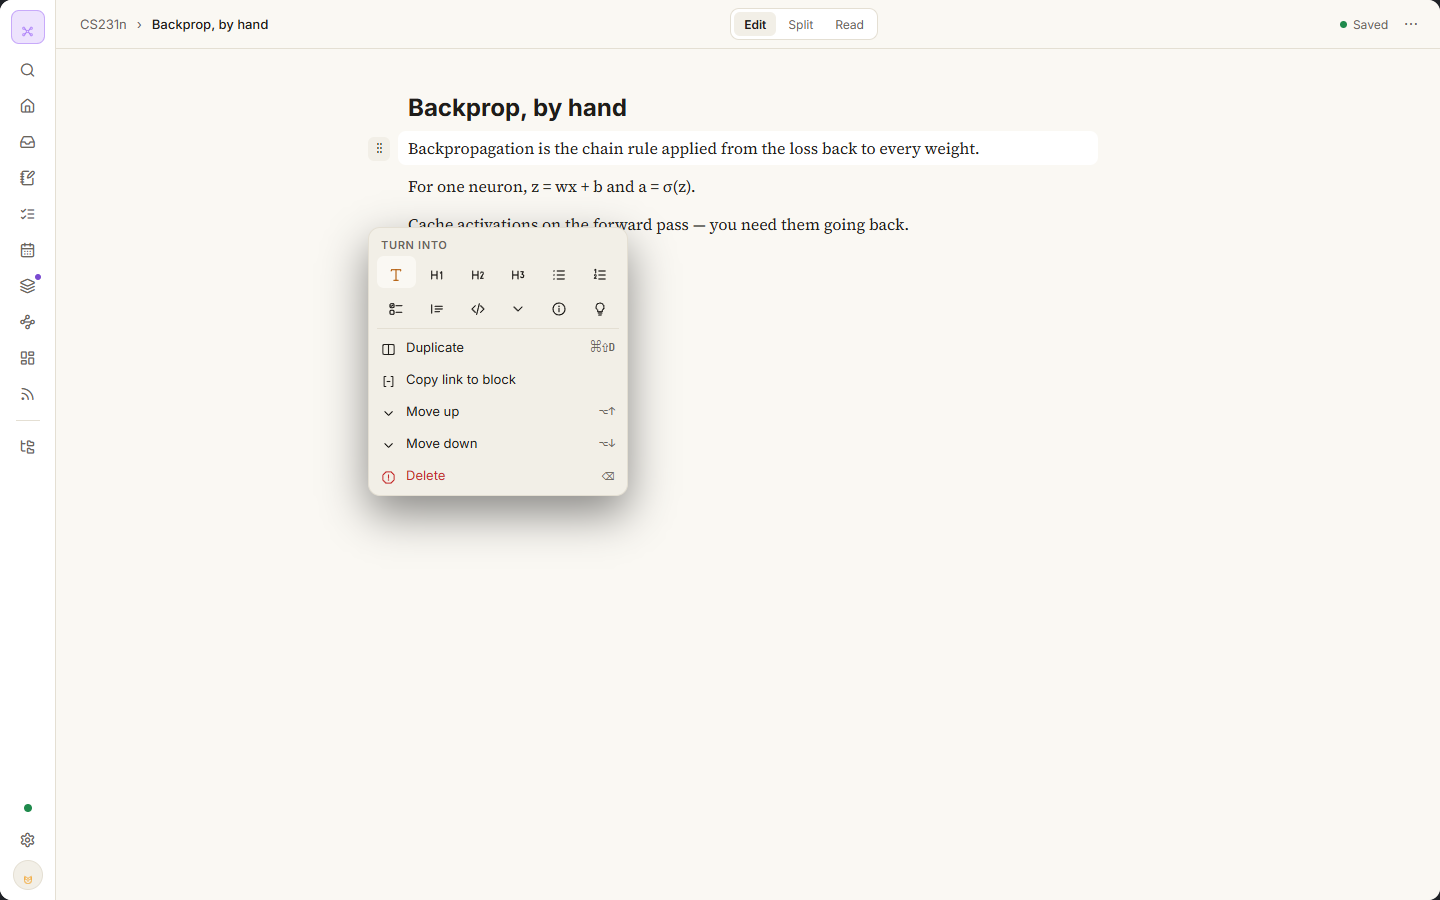 CS231n › Backprop, by hand
Edit Split Read
Saved
Backprop, by hand
Backpropagation is the chain rule applied from the loss back to every weight.
For one neuron, z = wx + b and a = σ(z).
Cache activations on the forward pass — you need them going back.
TURN INTO
T H1 H2 H3
Duplicate ⌘⇧D
Copy link to block
Move up ⌥↑
Move down ⌥↓
Delete ⌫